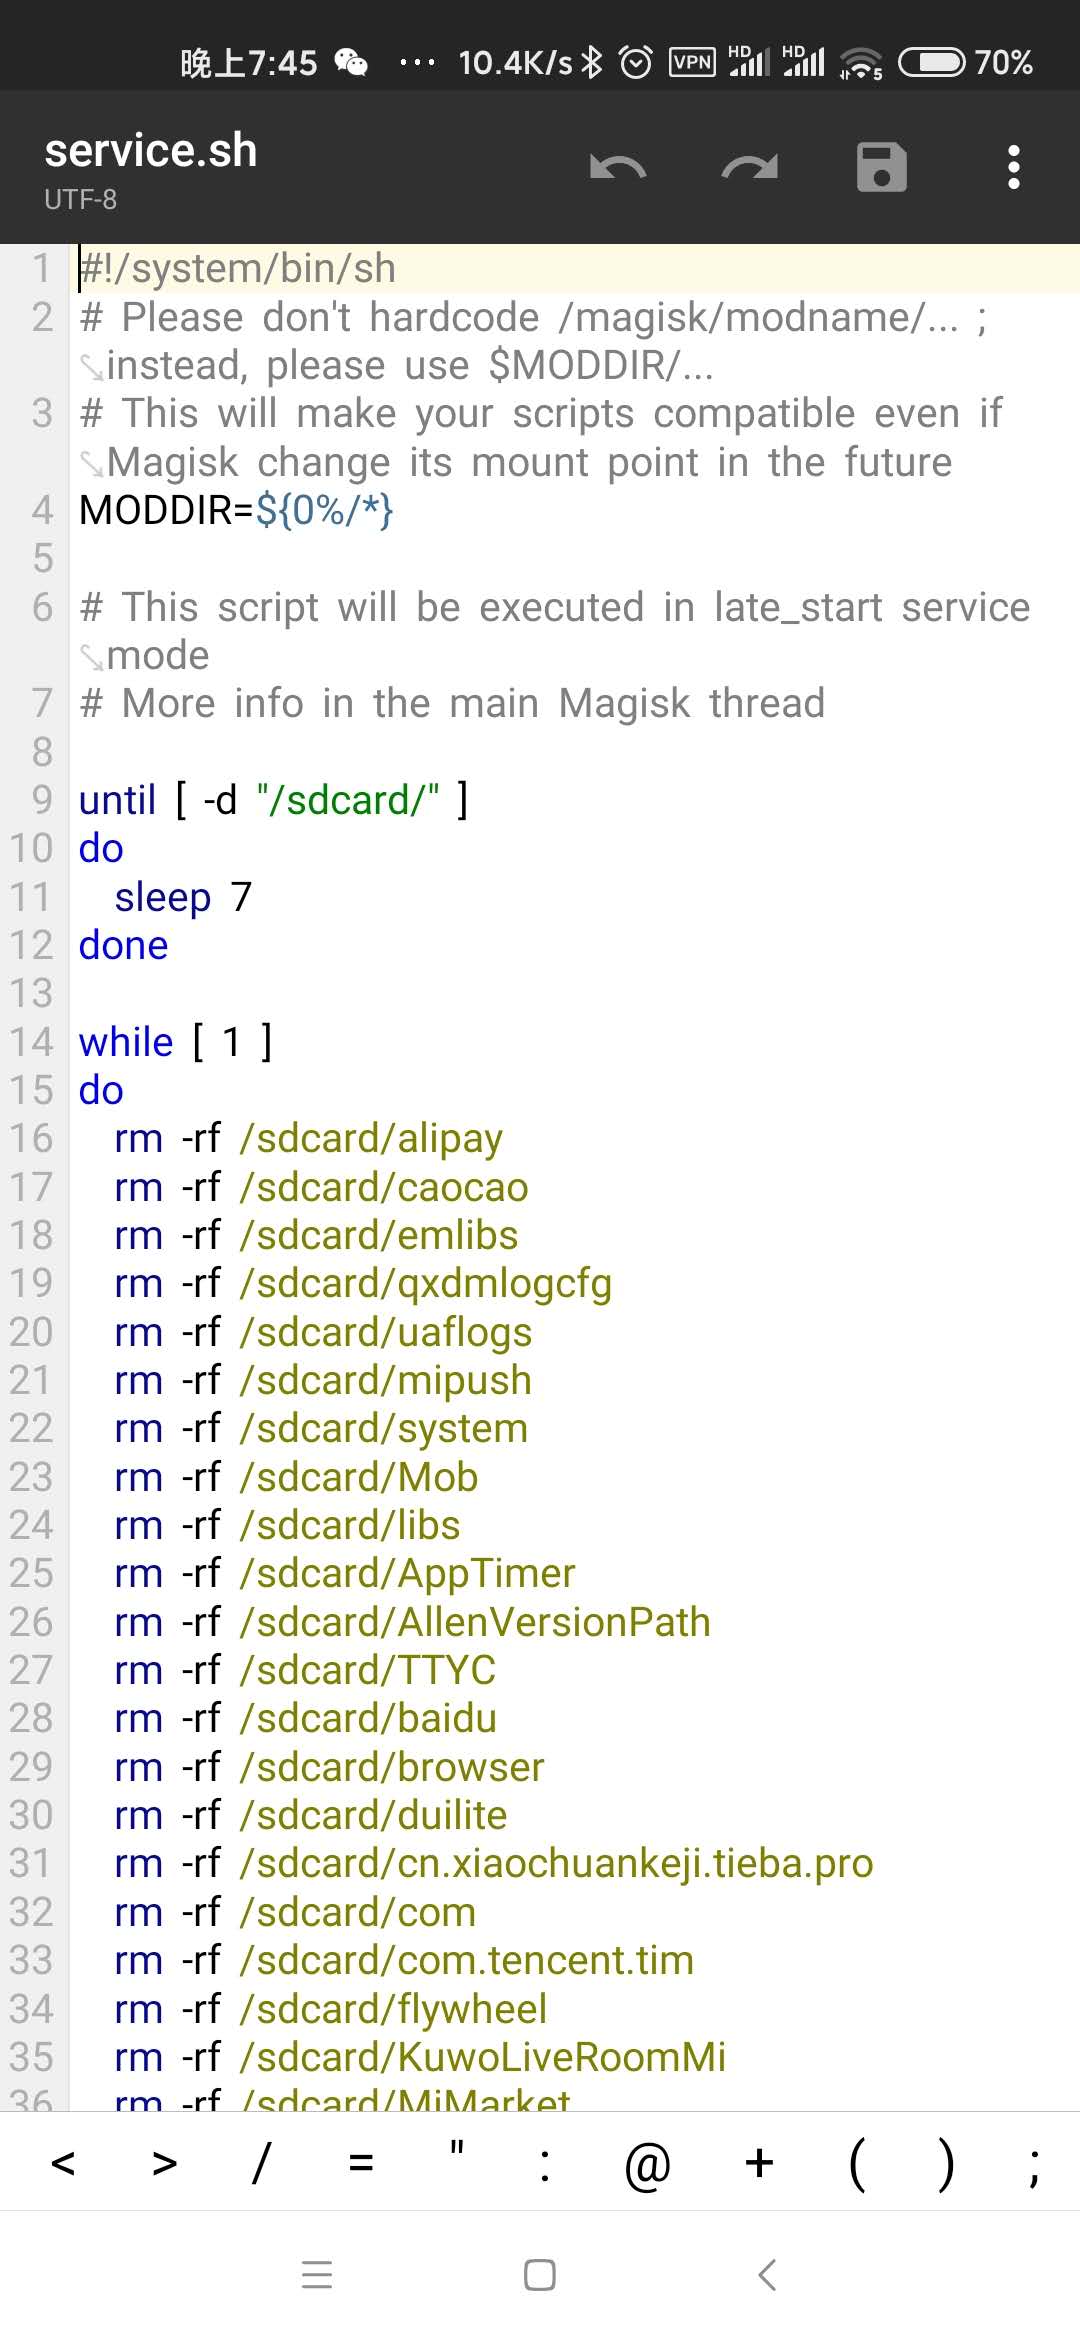 晚上7:45 ... 10.4K/s VPN HD HD 5 70%
service.sh
UTF-8
1 #!/system/bin/sh
2 # Please don't hardcode /magisk/modname/... ;
instead, please use $MODDIR/...
3 # This will make your scripts compatible even if
Magisk change its mount point in the future
4 MODDIR=${0%/*}
5
6 # This script will be executed in late_start service
mode
7 # More info in the main Magisk thread
8
9 until [ -d "/sdcard/" ]
10 do
11 sleep 7
12 done
13
14 while [ 1 ]
15 do
16 rm -rf /sdcard/alipay
17 rm -rf /sdcard/caocao
18 rm -rf /sdcard/emlibs
19 rm -rf /sdcard/qxdmlogcfg
20 rm -rf /sdcard/uaflogs
21 rm -rf /sdcard/mipush
22 rm -rf /sdcard/system
23 rm -rf /sdcard/Mob
24 rm -rf /sdcard/libs
25 rm -rf /sdcard/AppTimer
26 rm -rf /sdcard/AllenVersionPath
27 rm -rf /sdcard/TTYC
28 rm -rf /sdcard/baidu
29 rm -rf /sdcard/browser
30 rm -rf /sdcard/duilite
31 rm -rf /sdcard/cn.xiaochuankeji.tieba.pro
32 rm -rf /sdcard/com
33 rm -rf /sdcard/com.tencent.tim
34 rm -rf /sdcard/flywheel
35 rm -rf /sdcard/KuwoLiveRoomMi
36 rm -rf /sdcard/MiMarket
< > / = " : @ + ( ) ;